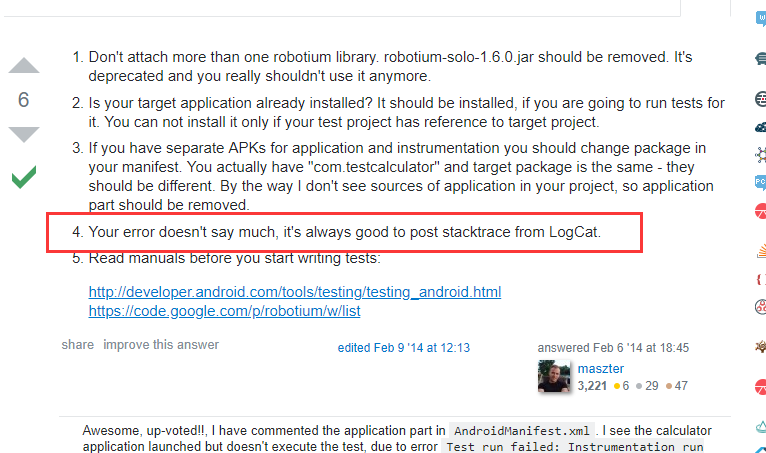 1. Don't attach more than one robotium library. robotium-solo-1.6.0.jar should be removed. It's
deprecated and you really shouldn't use it anymore.
6
2. Is your target application already installed? It should be installed, if you are going to run tests for
it. You can not install it only if your test project has reference to target project.
3. If you have separate APKs for application and instrumentation you should change package in
your manifest. You actually have "com.testcalculator" and target package is the same - they
should be different. By the way I don't see sources of application in your project, so application
part should be removed.
4. Your error doesn't say much, it's always good to post stacktrace from LogCat.
5. Read manuals before you start writing tests:
http://developer.android.com/tools/testing/testing_android.html
https://code.google.com/p/robotium/w/list
share improve this answer
edited Feb 9 '14 at 12:13
answered Feb 6 '14 at 18:45
maszter
3,221 ●6 ●29 ●47
Awesome, up-voted!!, I have commented the application part in AndroidManifest.xml . I see the calculator
application launched but doesn't execute the test, due to error Test run failed: Instrumentation run